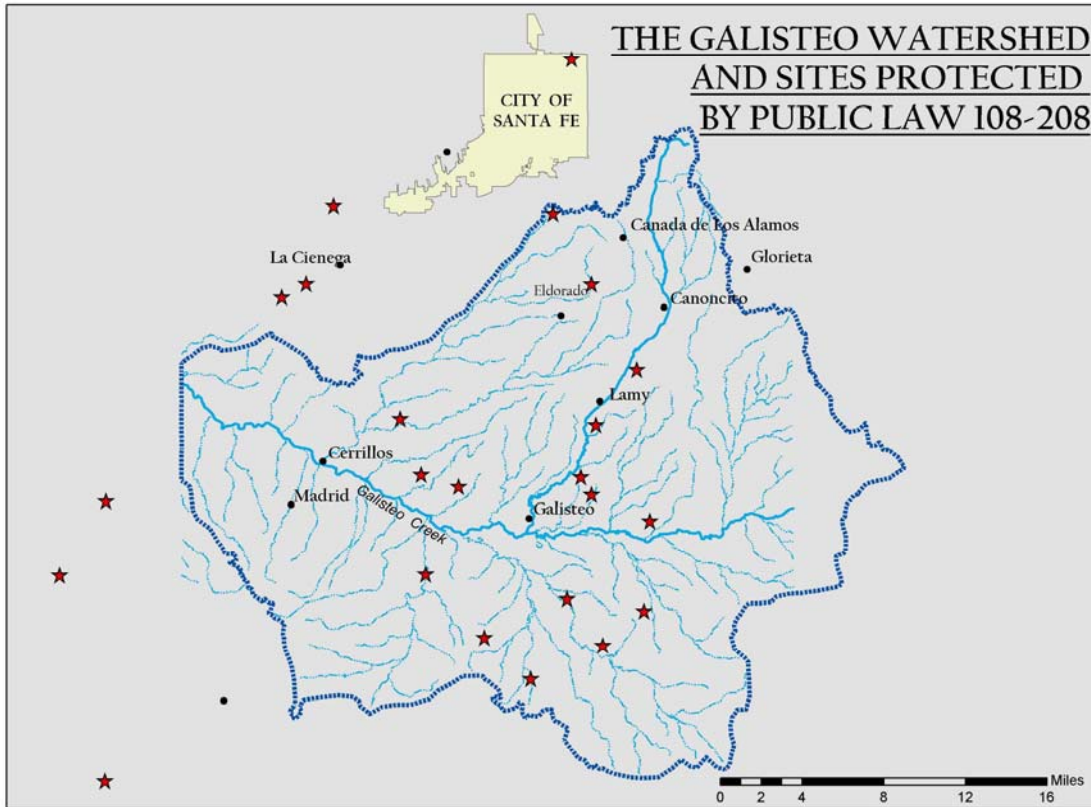 THE GALISTEO WATERSHED
AND SITES PROTECTED
BY PUBLIC LAW 108-208
CITY OF
SANTA FE
Canada de Los Alamos
La Cienega
Glorieta
Eldorado
Canoncito
Lamy
Cerrillos
Madrid
Galisteo Creek
Galisteo
Miles
0 2 4 8 12 16